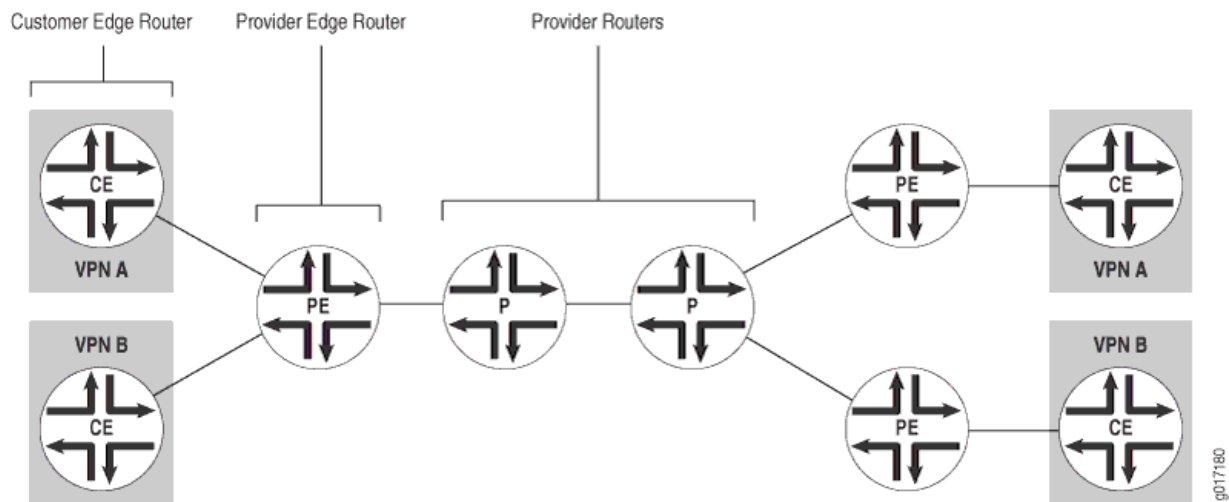 Customer Edge Router
Provider Edge Router
Provider Routers
CE
VPN A
PE
CE
VPN A
PE
P
P
VPN B
CE
PE
VPN B
CE
g017180